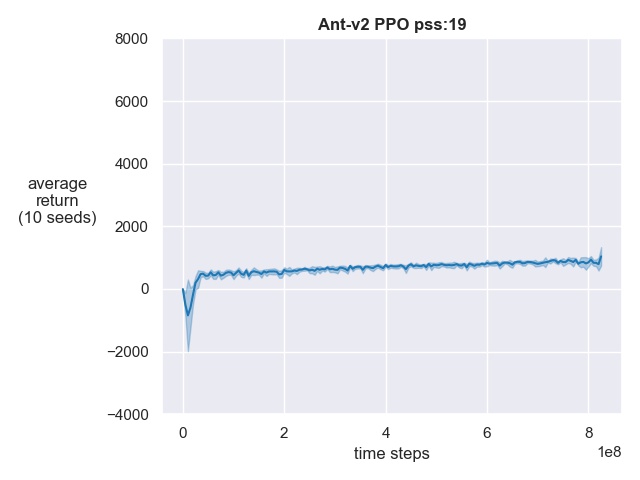 Ant-v2 PPO pss:19
8000
6000
4000
2000
0
−2000
−4000
average
return
(10 seeds)
0 2 4 6 8
1e8
time steps